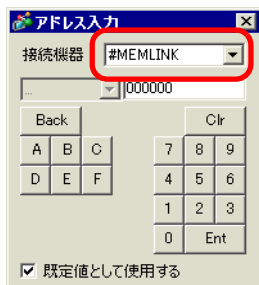 アドレス入力
接続機器 #MEMLINK
... 000000
Back Clr
A B C 7 8 9
D E F 4 5 6
1 2 3
0 Ent
既定値として使用する